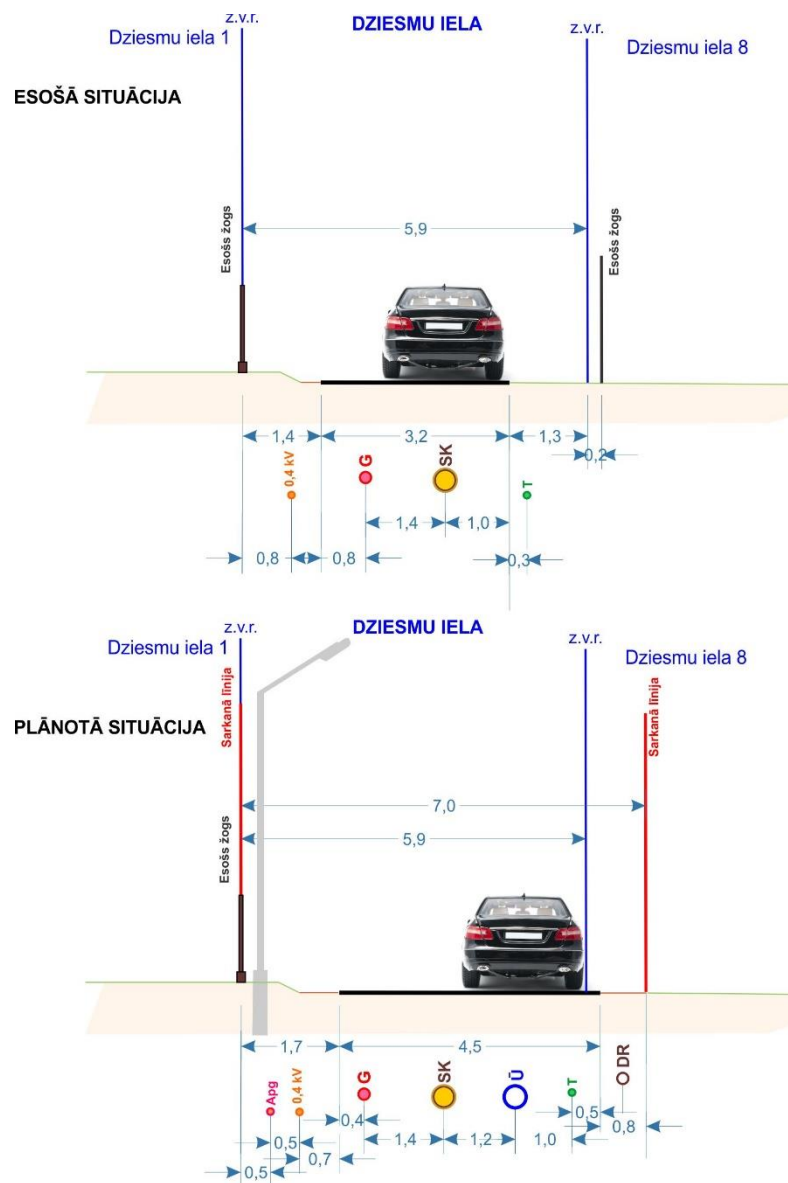 z.v.r.
DZIESMU IELA
z.v.r.
Dziesmu iela 1
Dziesmu iela 8
ESOŠĀ SITUĀCIJA
Esošs žogs
5,9
Esošs žogs
1,4
3,2
1,3
0,2
0,4 kV
G
SK
T
1,4
1,0
0,8
0,8
0,3
z.v.r.
DZIESMU IELA
z.v.r.
Dziesmu iela 1
Dziesmu iela 8
PLĀNOTĀ SITUĀCIJA
Sarkanā līnija
Sarkanā līnija
7,0
5,9
Esošs žogs
1,7
4,5
Apg
0,4 kV
G
SK
Ū
T
DR
0,4
0,5
0,8
0,5
1,4
1,2
1,0
0,7
0,5